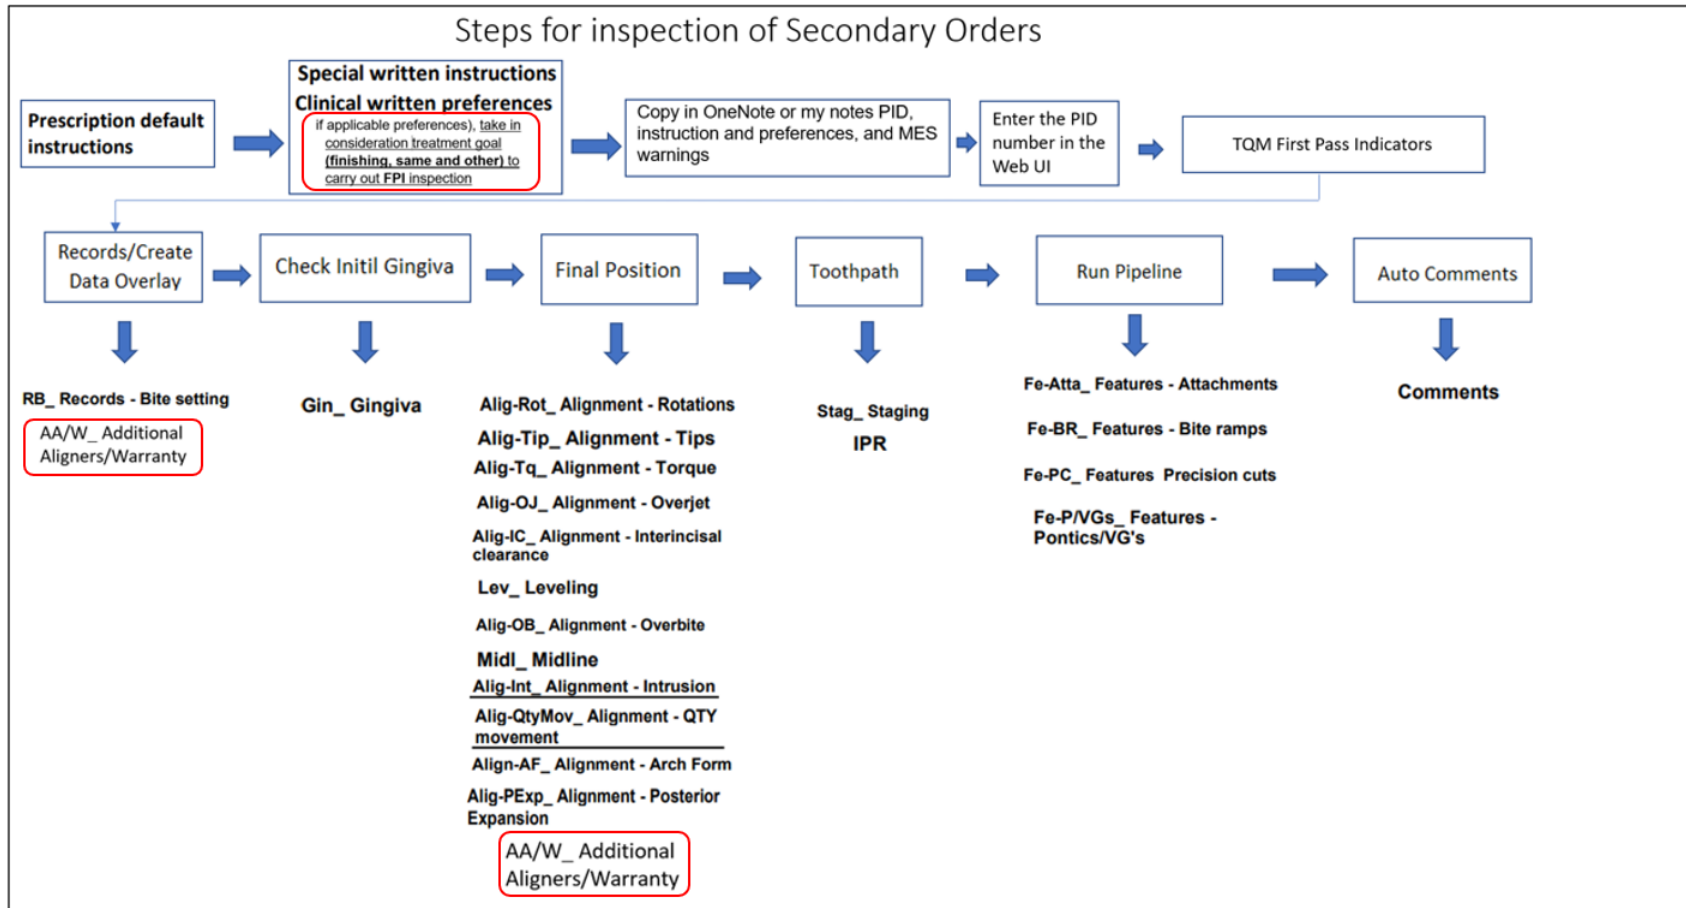 Steps for inspection of Secondary Orders
Prescription default
instructions
Special written instructions
Clinical written preferences
if applicable preferences), take in
consideration treatment goal
(finishing, same and other) to
carry out FPI inspection
Copy in OneNote or my notes PID,
instruction and preferences, and MES
warnings
Enter the PID
number in the
Web UI
TQM First Pass Indicators
Records/Create
Data Overlay
Check Initil Gingiva
Final Position
Toothpath
Run Pipeline
Auto Comments
RB_ Records - Bite setting
AA/W_ Additional
Aligners/Warranty
Gin_ Gingiva
Alig-Rot_ Alignment - Rotations
Alig-Tip_ Alignment - Tips
Alig-Tq_ Alignment - Torque
Alig-OJ_ Alignment - Overjet
Alig-IC_ Alignment - Interincisal
clearance
Lev_ Leveling
Alig-OB_ Alignment - Overbite
Midl_ Midline
Alig-Int_ Alignment - Intrusion
Alig-QtyMov_ Alignment - QTY
movement
Align-AF_ Alignment - Arch Form
Alig-PExp_ Alignment - Posterior
Expansion
AA/W_ Additional
Aligners/Warranty
Stag_ Staging
IPR
Fe-Atta_ Features - Attachments
Fe-BR_ Features - Bite ramps
Fe-PC_ Features  Precision cuts
Fe-P/VGs_ Features -
Pontics/VG's
Comments